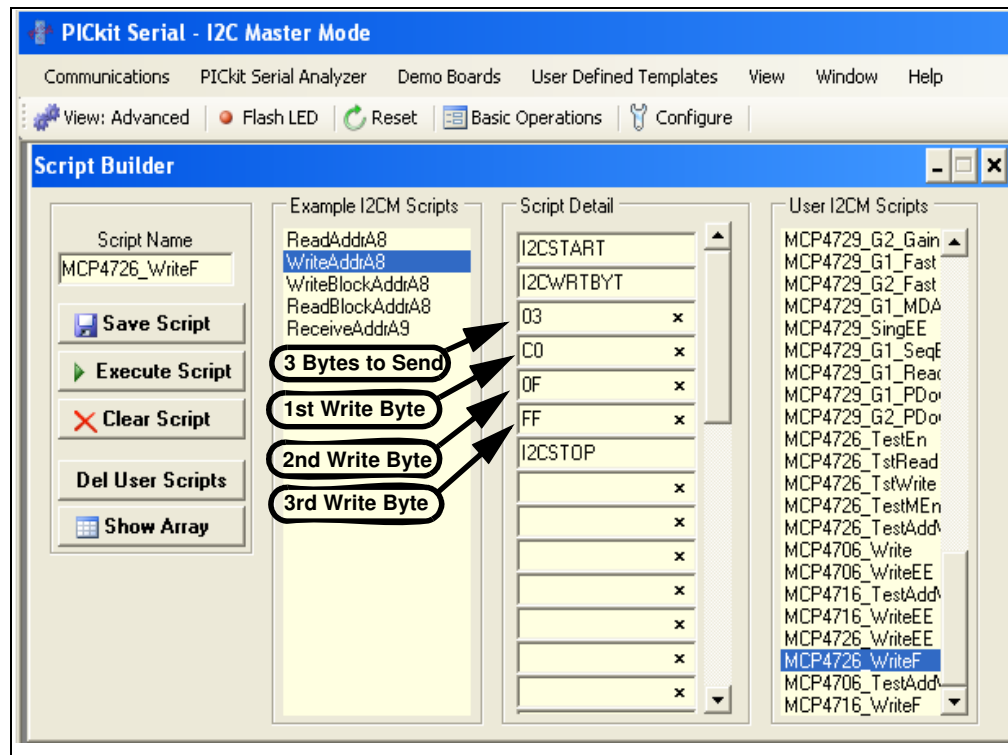 PICkit Serial - I2C Master Mode
Communications PICkit Serial Analyzer Demo Boards User Defined Templates View Window Help
View: Advanced Flash LED Reset Basic Operations Configure
Script Builder
Script Name
MCP4726_WriteF
Save Script
Execute Script
Clear Script
Del User Scripts
Show Array
Example I2CM Scripts
ReadAddrA8
WriteAddrA8
WriteBlockAddrA8
ReadBlockAddrA8
ReceiveAddrA9
3 Bytes to Send
1st Write Byte
2nd Write Byte
3rd Write Byte
Script Detail
I2CSTART
I2CWRTBYT
03
C0
0F
FF
I2CSTOP
User I2CM Scripts
MCP4729_G2_Gain
MCP4729_G1_Fast
MCP4729_G2_Fast
MCP4729_G1_MDA
MCP4729_SingEE
MCP4729_G1_SeqE
MCP4729_G1_Read
MCP4729_G1_PDo
MCP4729_G2_PDo
MCP4726_TestEn
MCP4726_TstRead
MCP4726_TstWrite
MCP4726_TestMEn
MCP4726_TestAdd
MCP4706_Write
MCP4706_WriteEE
MCP4716_TestAdd
MCP4716_WriteEE
MCP4726_WriteEE
MCP4726_WriteF
MCP4706_TestAdd
MCP4716_WriteF